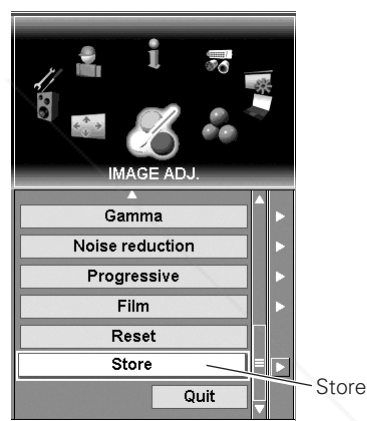 IMAGE ADJ.
Gamma
Noise reduction
Progressive
Film
Reset
Store
Store
Quit